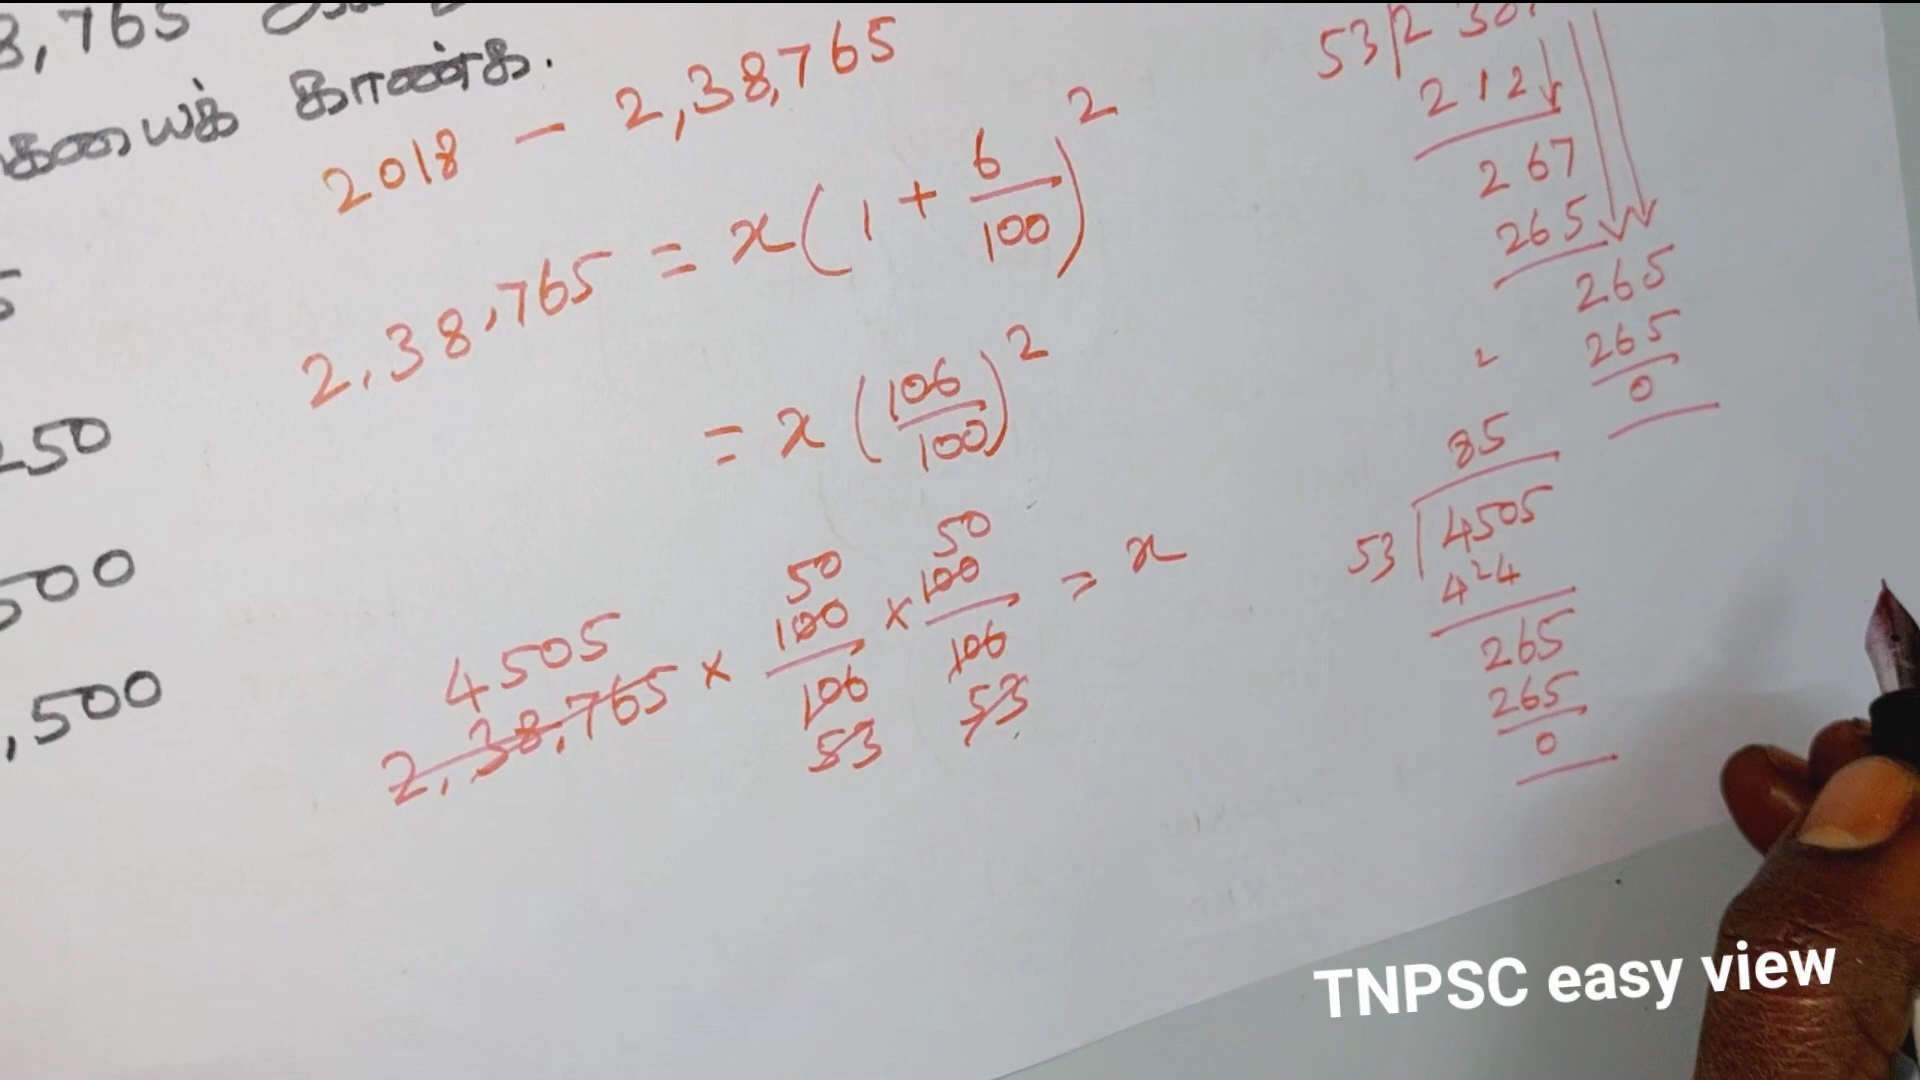 3,765
காண்க.
2018 - 2,38,765
2,38,765 = x(1 + 6/100)²
= x(106/100)²
250
500
,500
4505 50 50
2,38,765 x 100/106 x 100/106 = x
53 53
53
212
267
265
265
265
0
85
53 4505
424
265
265
0
TNPSC easy view